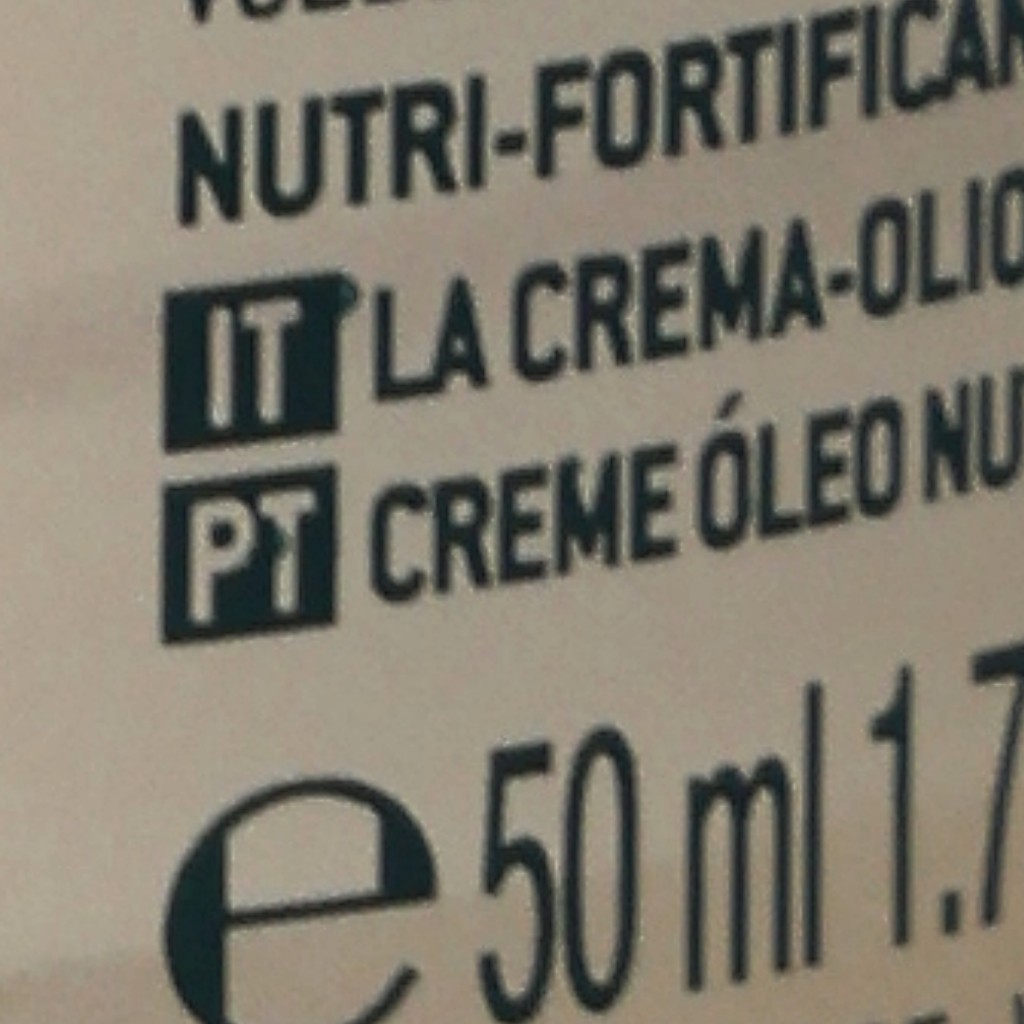 NUTRI-FORTIFICAN
IT LA CREMA-OLIO
PT CREME ÓLEO NU
℮ 50 ml 1.7